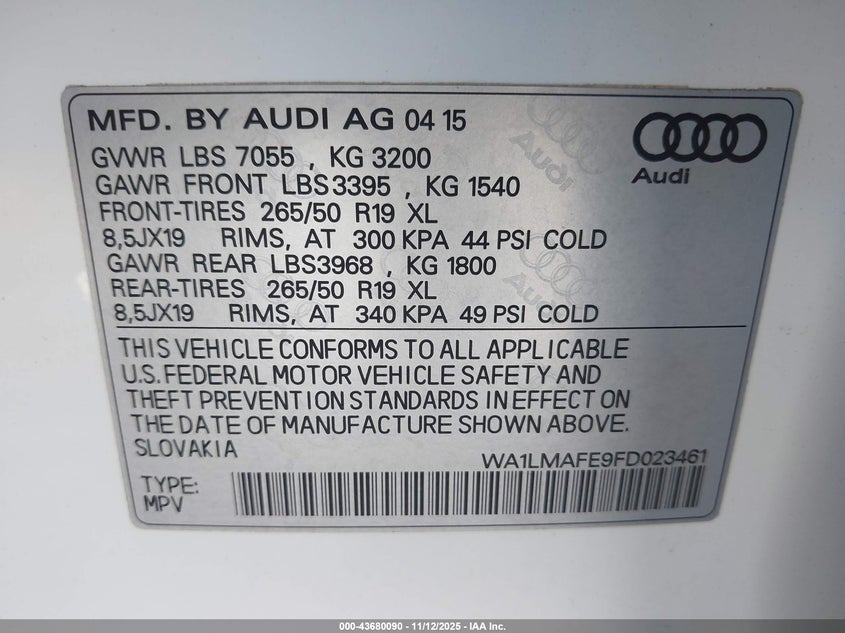 MFD. BY AUDI AG 04 15
GVWR LBS 7055 , KG 3200
GAWR FRONT LBS3395 , KG 1540
FRONT-TIRES 265/50 R19 XL
8,5JX19 RIMS, AT 300 KPA 44 PSI COLD
GAWR REAR LBS3968 , KG 1800
REAR-TIRES 265/50 R19 XL
8,5JX19 RIMS, AT 340 KPA 49 PSI COLD
Audi
THIS VEHICLE CONFORMS TO ALL APPLICABLE
U.S. FEDERAL MOTOR VEHICLE SAFETY AND
THEFT PREVENTION STANDARDS IN EFFECT ON
THE DATE OF MANUFACTURE SHOWN ABOVE.
SLOVAKIA
WA1LMAFE9FD023461
TYPE:
MPV
000-43680090 - 11/12/2025 - IAA Inc.